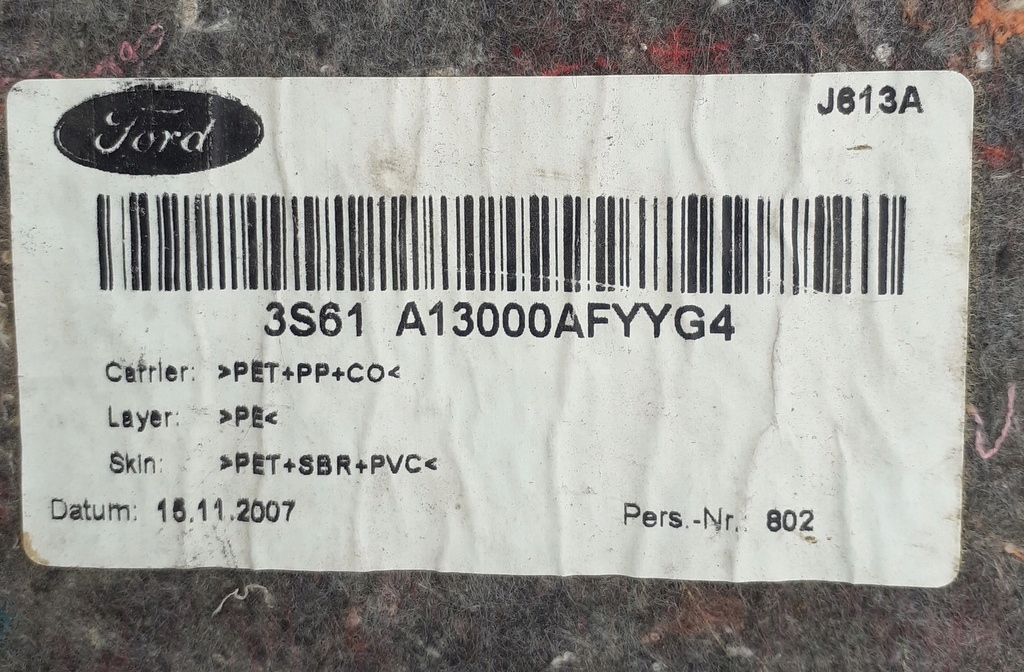 Ford
J613A
3S61 A13000AFYYG4
Carrier: >PET+PP+CO<
Layer: >PE<
Skin: >PET+SBR+PVC<
Datum: 15.11.2007
Pers.-Nr.: 802